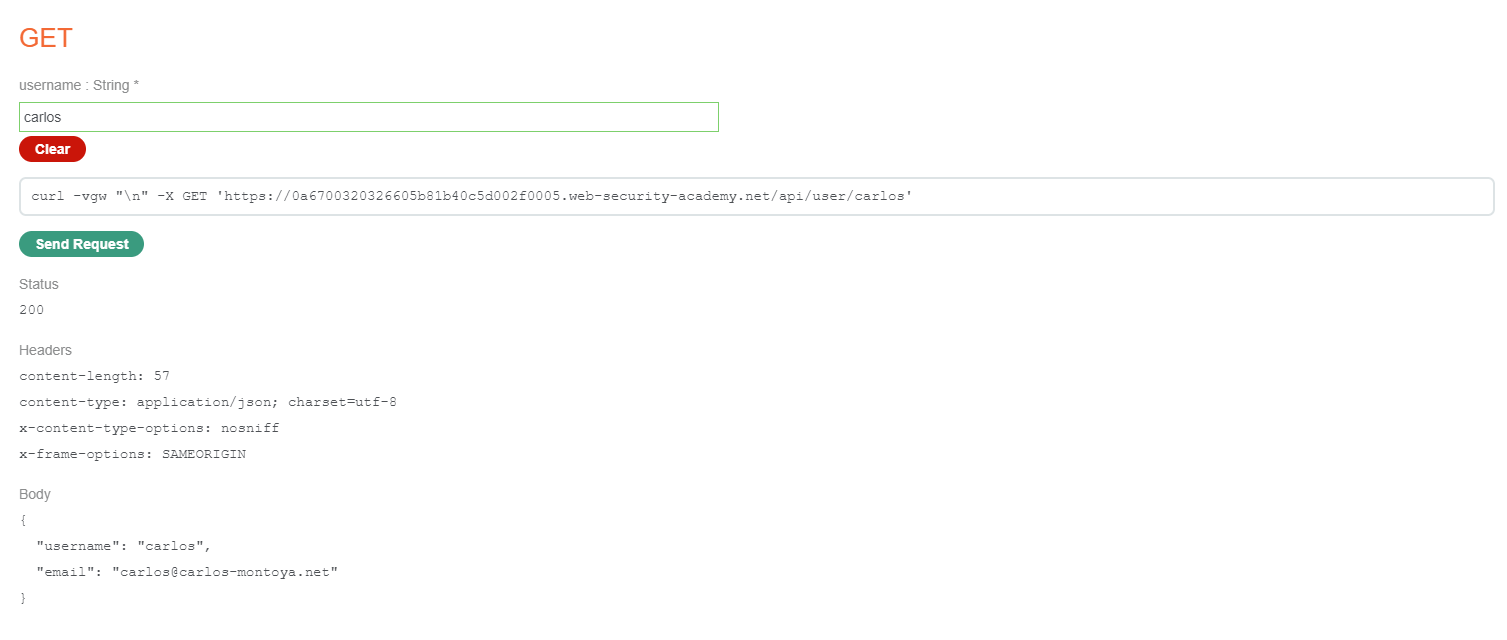 GET
username : String *
carlos
Clear
curl -vgw "\n" -X GET 'https://0a6700320326605b81b40c5d002f0005.web-security-academy.net/api/user/carlos'
Send Request
Status
200
Headers
content-length: 57
content-type: application/json; charset=utf-8
x-content-type-options: nosniff
x-frame-options: SAMEORIGIN
Body
{
  "username": "carlos",
  "email": "carlos@carlos-montoya.net"
}